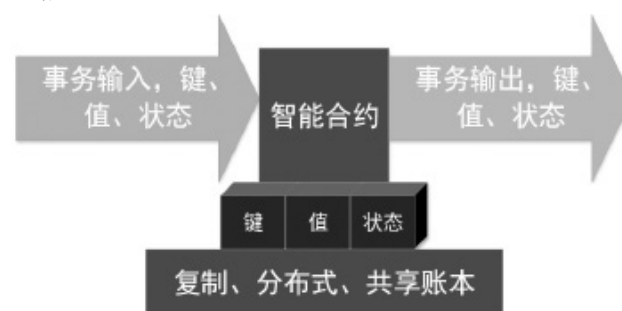 事务输入，键、
值、状态
智能合约
事务输出，键、
值、状态
键 值 状态
复制、分布式、共享账本